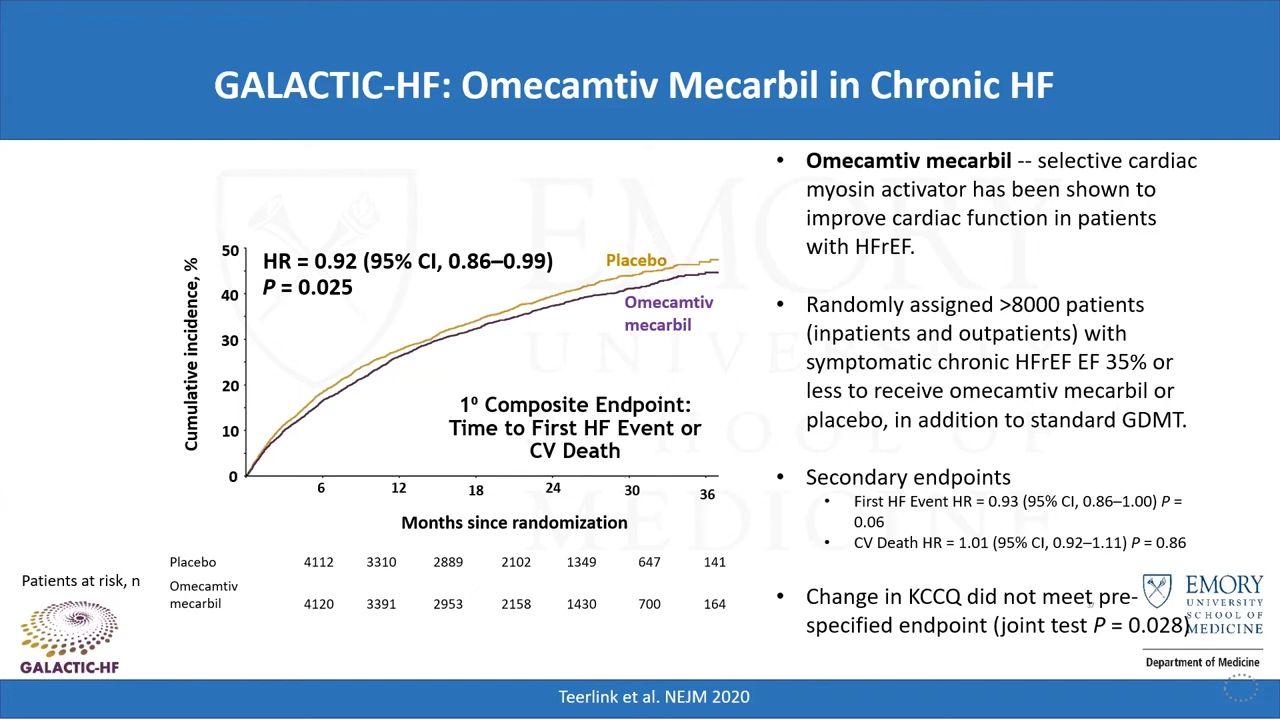 GALACTIC-HF: Omecamtiv Mecarbil in Chronic HF
HR = 0.92 (95% CI, 0.86–0.99)
P = 0.025
Placebo
Omecamtiv
mecarbil
Cumulative incidence, %
50
40
30
20
10
0
1º Composite Endpoint:
Time to First HF Event or
CV Death
6 12 18 24 30 36
Months since randomization
Patients at risk, n
Placebo 4112 3310 2889 2102 1349 647 141
Omecamtiv
mecarbil 4120 3391 2953 2158 1430 700 164
GALACTIC-HF
• Omecamtiv mecarbil -- selective cardiac
myosin activator has been shown to
improve cardiac function in patients
with HFrEF.
• Randomly assigned >8000 patients
(inpatients and outpatients) with
symptomatic chronic HFrEF EF 35% or
less to receive omecamtiv mecarbil or
placebo, in addition to standard GDMT.
• Secondary endpoints
• First HF Event HR = 0.93 (95% CI, 0.86–1.00) P =
0.06
• CV Death HR = 1.01 (95% CI, 0.92–1.11) P = 0.86
• Change in KCCQ did not meet pre-
specified endpoint (joint test P = 0.028)
EMORY
UNIVERSITY
SCHOOL OF
MEDICINE
Department of Medicine
Teerlink et al. NEJM 2020
EMORY
UNIVERSITY
SCHOOL OF
MEDICINE